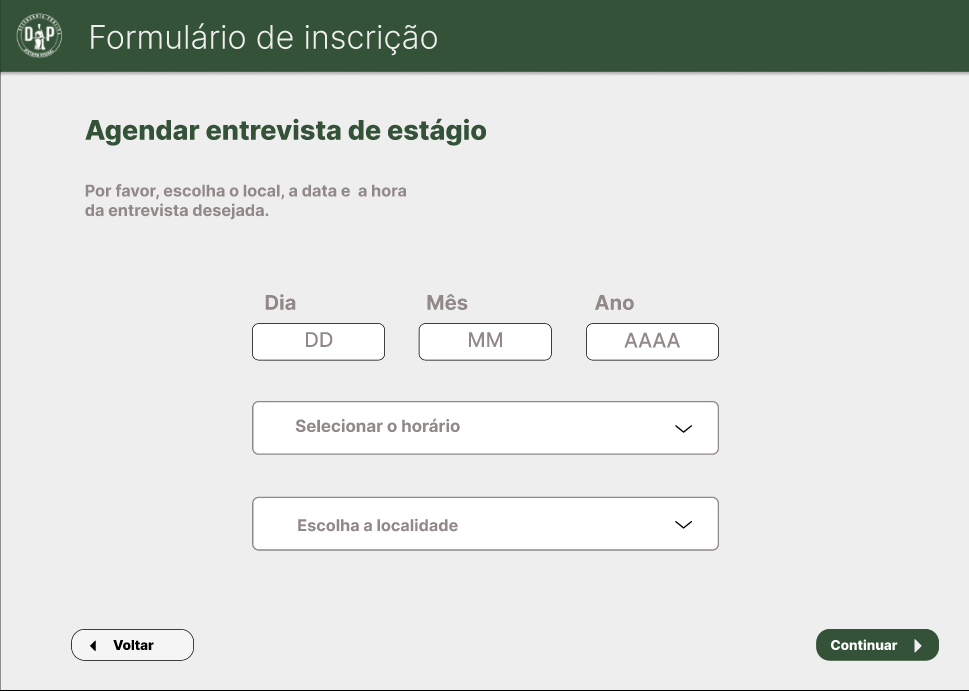 DP
Formulário de inscrição
Agendar entrevista de estágio
Por favor, escolha o local, a data e  a hora
da entrevista desejada.
Dia Mês Ano
DD MM AAAA
Selecionar o horário
Escolha a localidade
Voltar Continuar